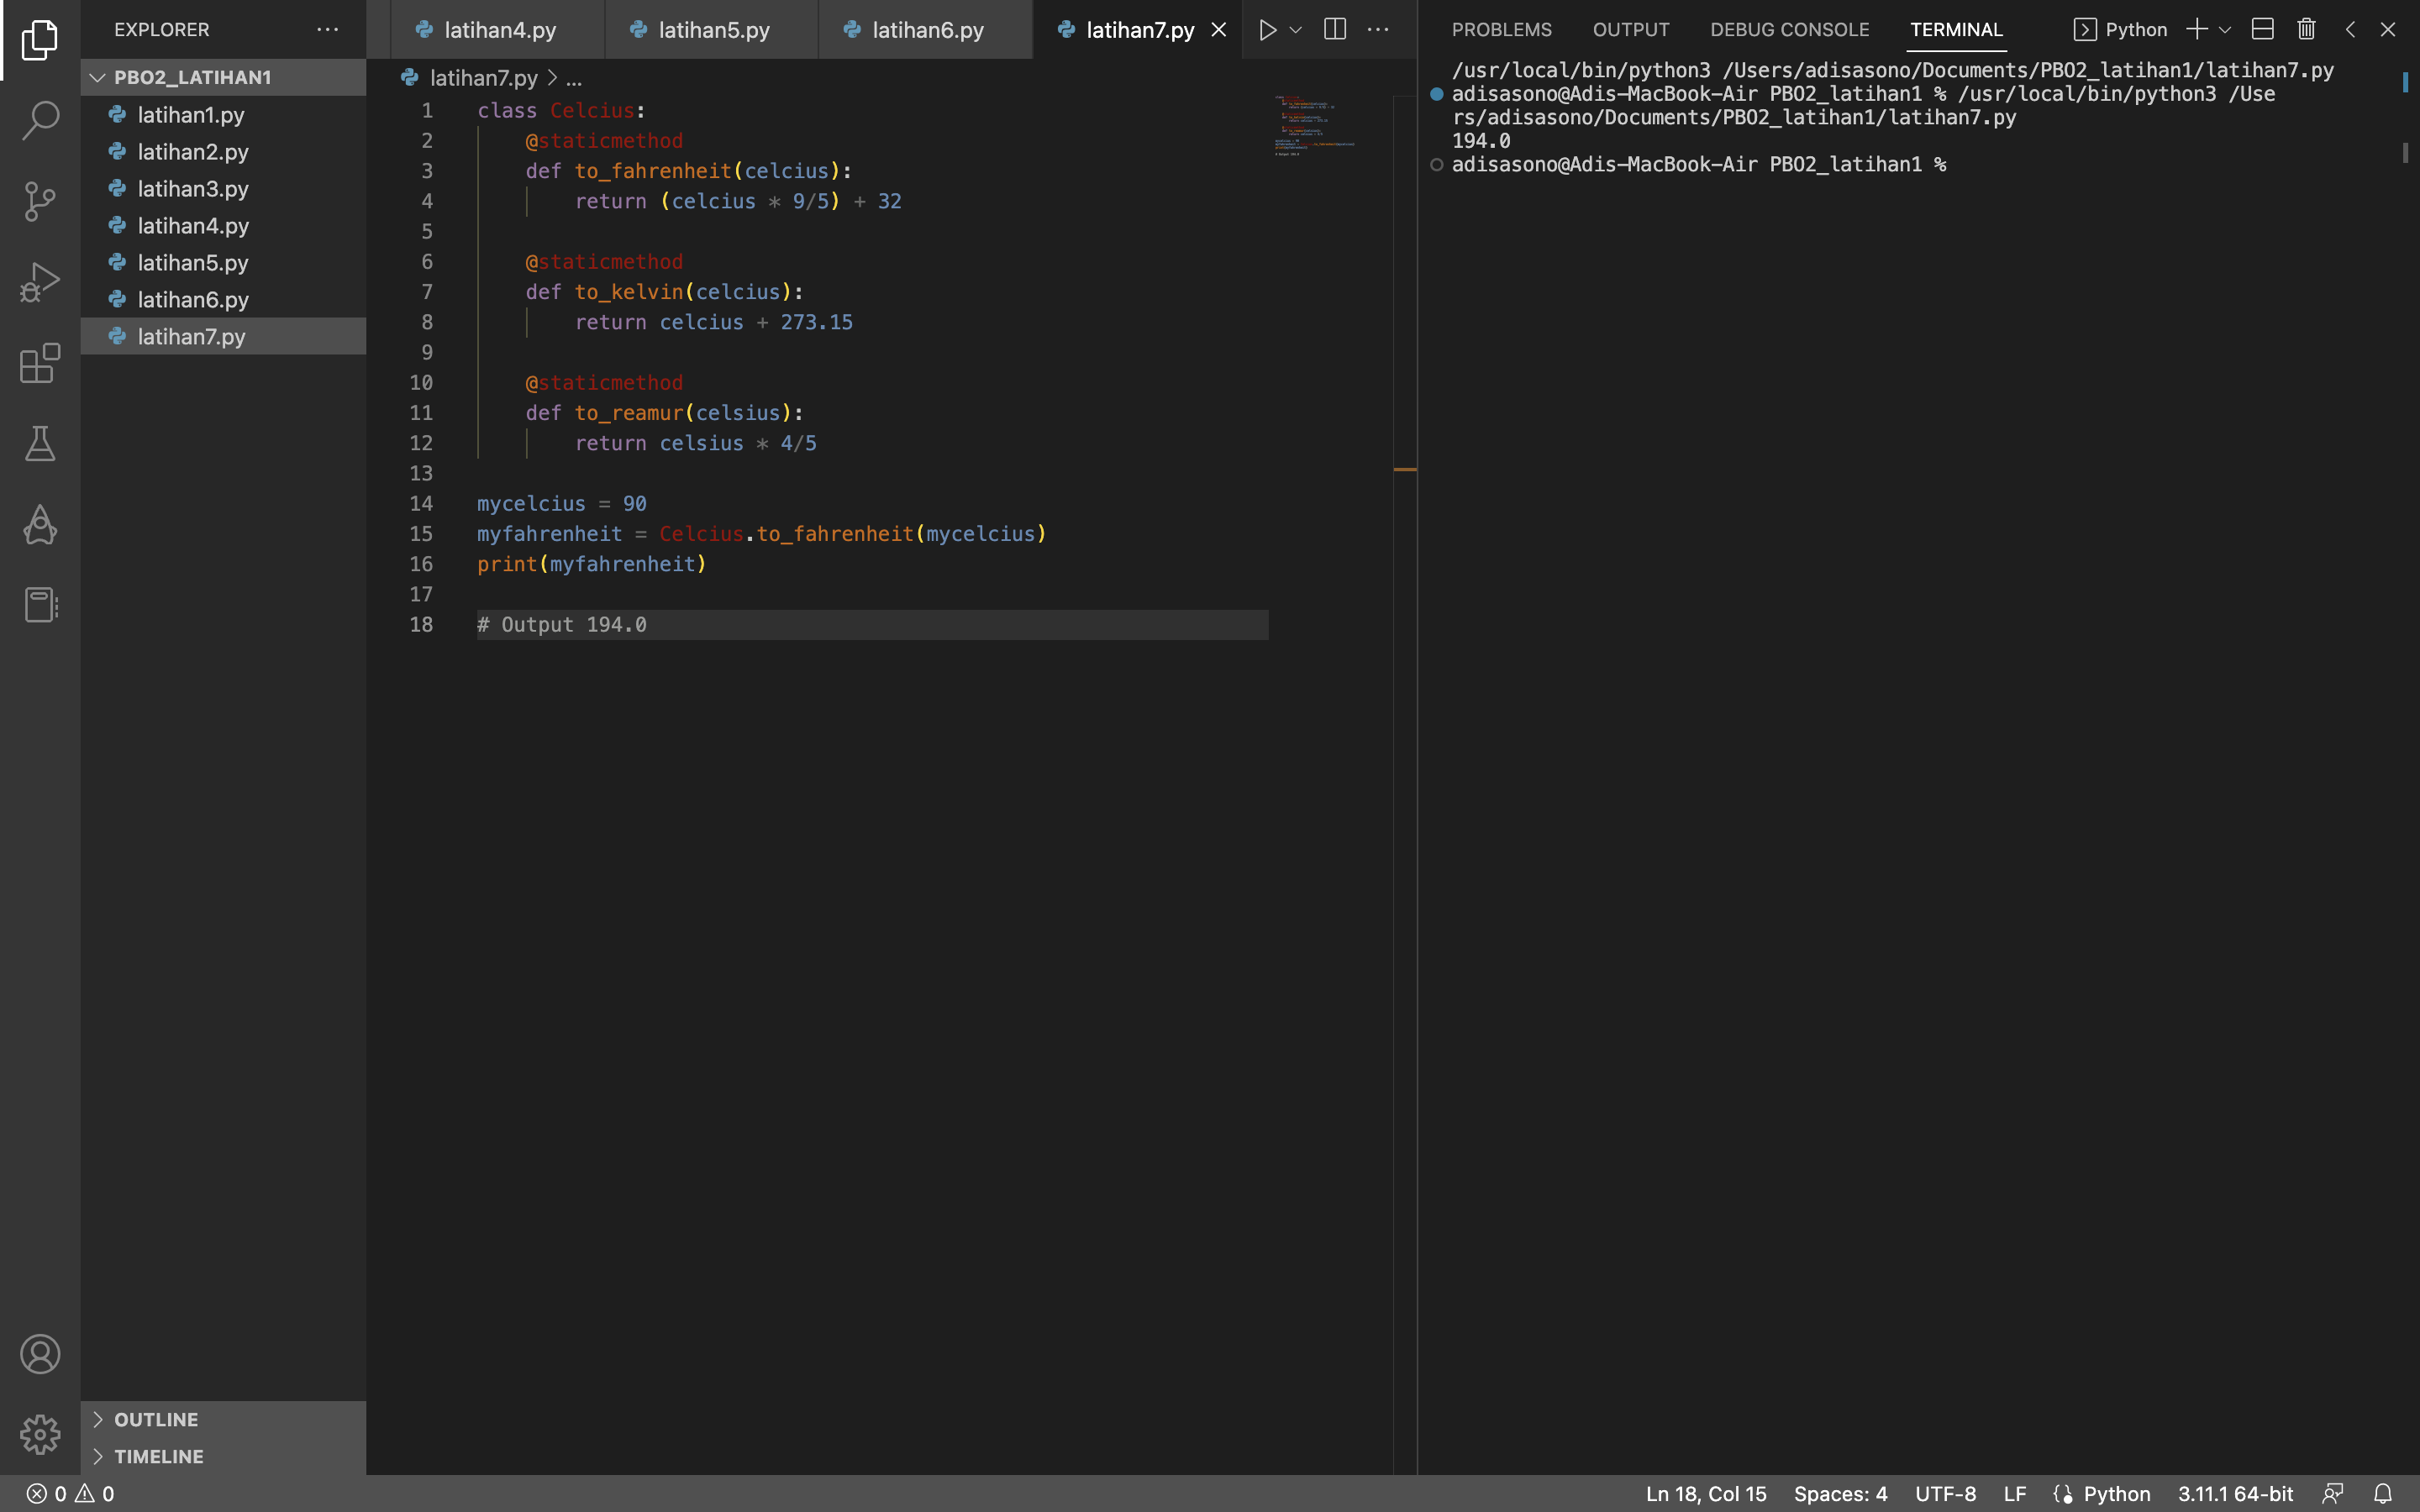 EXPLORER
PBO2_LATIHAN1
latihan1.py
latihan2.py
latihan3.py
latihan4.py
latihan5.py
latihan6.py
latihan7.py
OUTLINE
TIMELINE
latihan4.py
latihan5.py
latihan6.py
latihan7.py
latihan7.py > ...
1 class Celcius:
2     @staticmethod
3     def to_fahrenheit(celcius):
4         return (celcius * 9/5) + 32
5
6     @staticmethod
7     def to_kelvin(celcius):
8         return celcius + 273.15
9
10     @staticmethod
11     def to_reamur(celsius):
12         return celsius * 4/5
13
14 mycelcius = 90
15 myfahrenheit = Celcius.to_fahrenheit(mycelcius)
16 print(myfahrenheit)
17
18 # Output 194.0
PROBLEMS OUTPUT DEBUG CONSOLE TERMINAL Python
/usr/local/bin/python3 /Users/adisasono/Documents/PBO2_latihan1/latihan7.py
adisasono@Adis-MacBook-Air PBO2_latihan1 % /usr/local/bin/python3 /Use
rs/adisasono/Documents/PBO2_latihan1/latihan7.py
194.0
adisasono@Adis-MacBook-Air PBO2_latihan1 %
0 0 Ln 18, Col 15 Spaces: 4 UTF-8 LF Python 3.11.1 64-bit